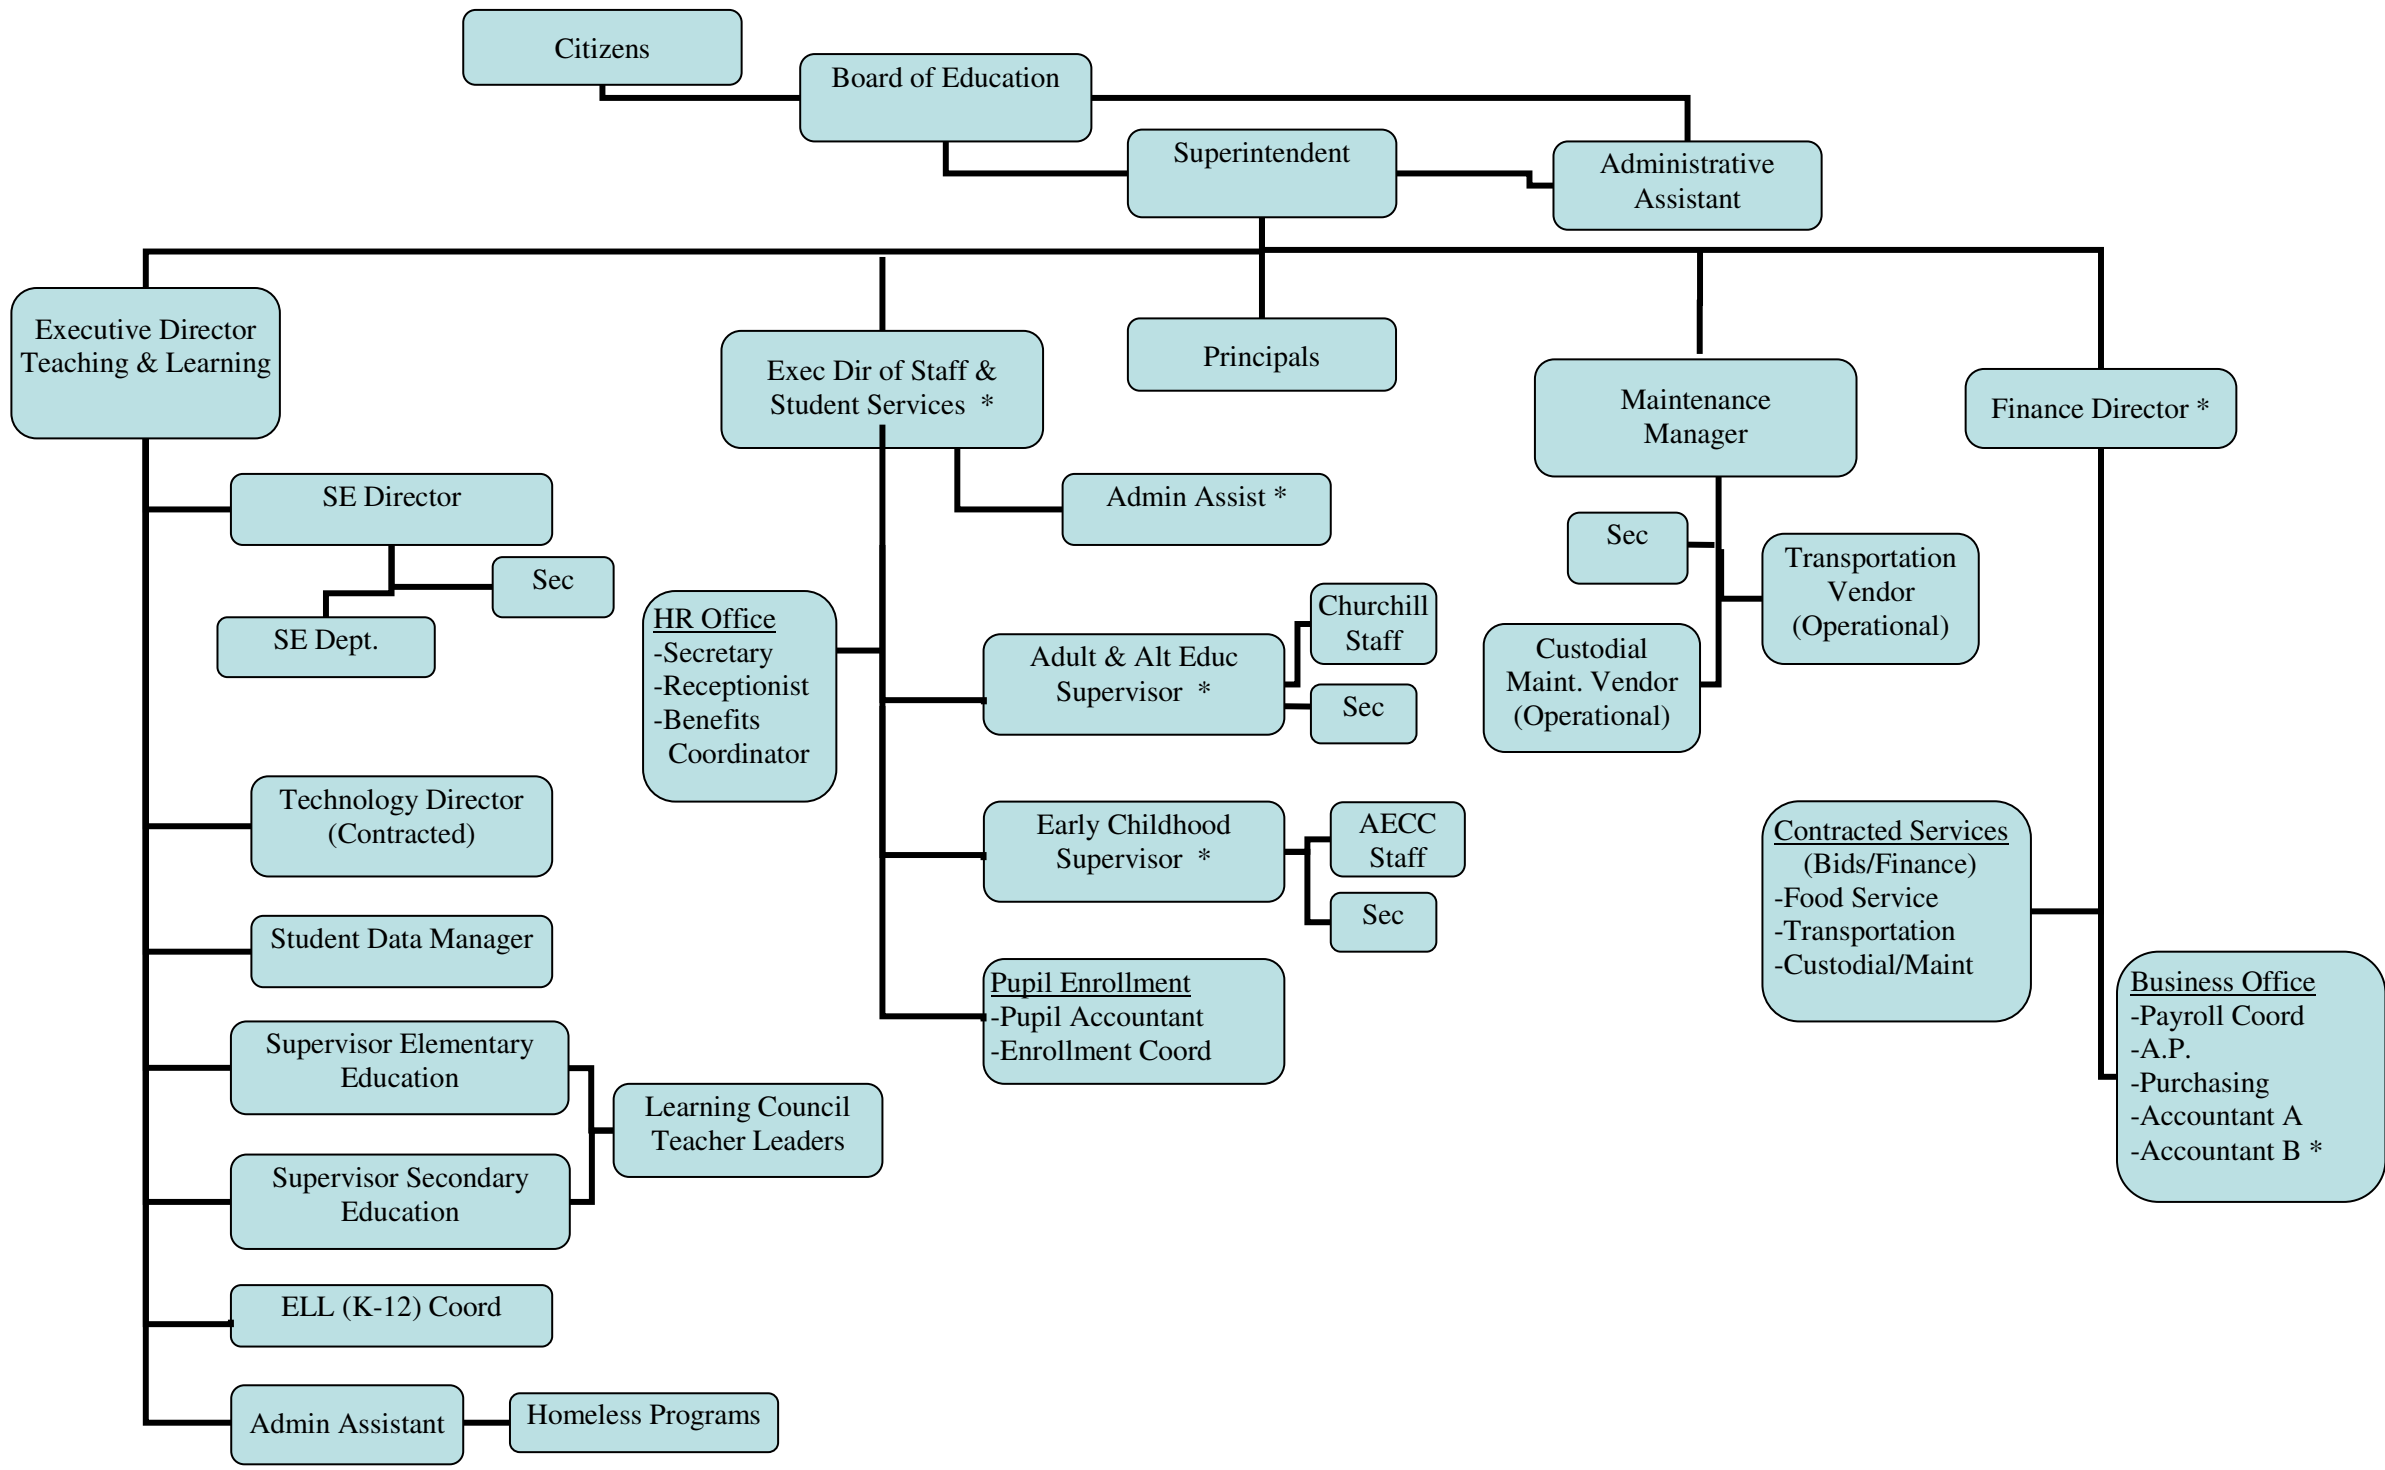 Citizens
Board of Education
Superintendent
Administrative
Assistant
Executive Director
Teaching & Learning
Exec Dir of Staff &
Student Services *
Principals
Maintenance
Manager
Finance Director *
SE Director
Sec
SE Dept.
Admin Assist *
Sec
Transportation
Vendor
(Operational)
Custodial
Maint. Vendor
(Operational)
HR Office
-Secretary
-Receptionist
-Benefits
Coordinator
Adult & Alt Educ
Supervisor *
Churchill
Staff
Sec
Technology Director
(Contracted)
Early Childhood
Supervisor *
AECC
Staff
Sec
Contracted Services
(Bids/Finance)
-Food Service
-Transportation
-Custodial/Maint
Student Data Manager
Pupil Enrollment
-Pupil Accountant
-Enrollment Coord
Business Office
-Payroll Coord
-A.P.
-Purchasing
-Accountant A
-Accountant B *
Supervisor Elementary
Education
Learning Council
Teacher Leaders
Supervisor Secondary
Education
ELL (K-12) Coord
Admin Assistant
Homeless Programs